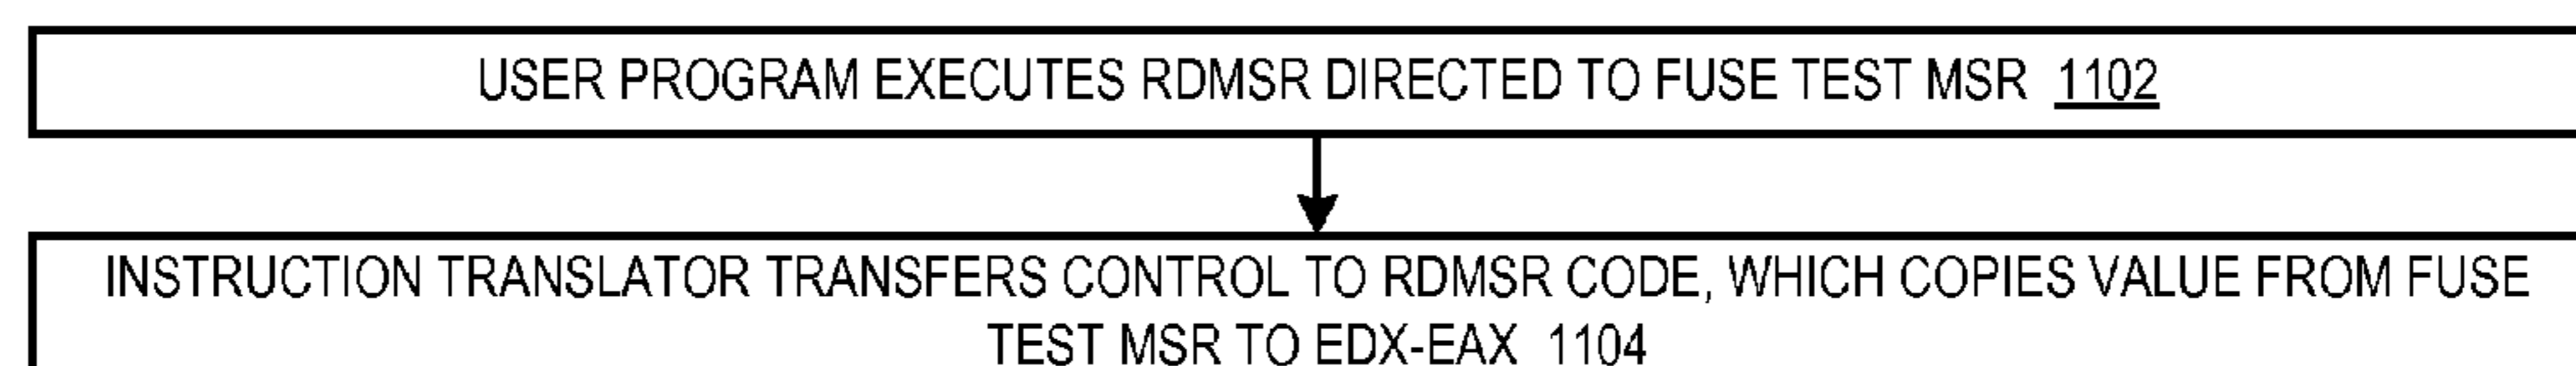 USER PROGRAM EXECUTES RDMSR DIRECTED TO FUSE TEST MSR 1102
INSTRUCTION TRANSLATOR TRANSFERS CONTROL TO RDMSR CODE, WHICH COPIES VALUE FROM FUSE
TEST MSR TO EDX-EAX 1104